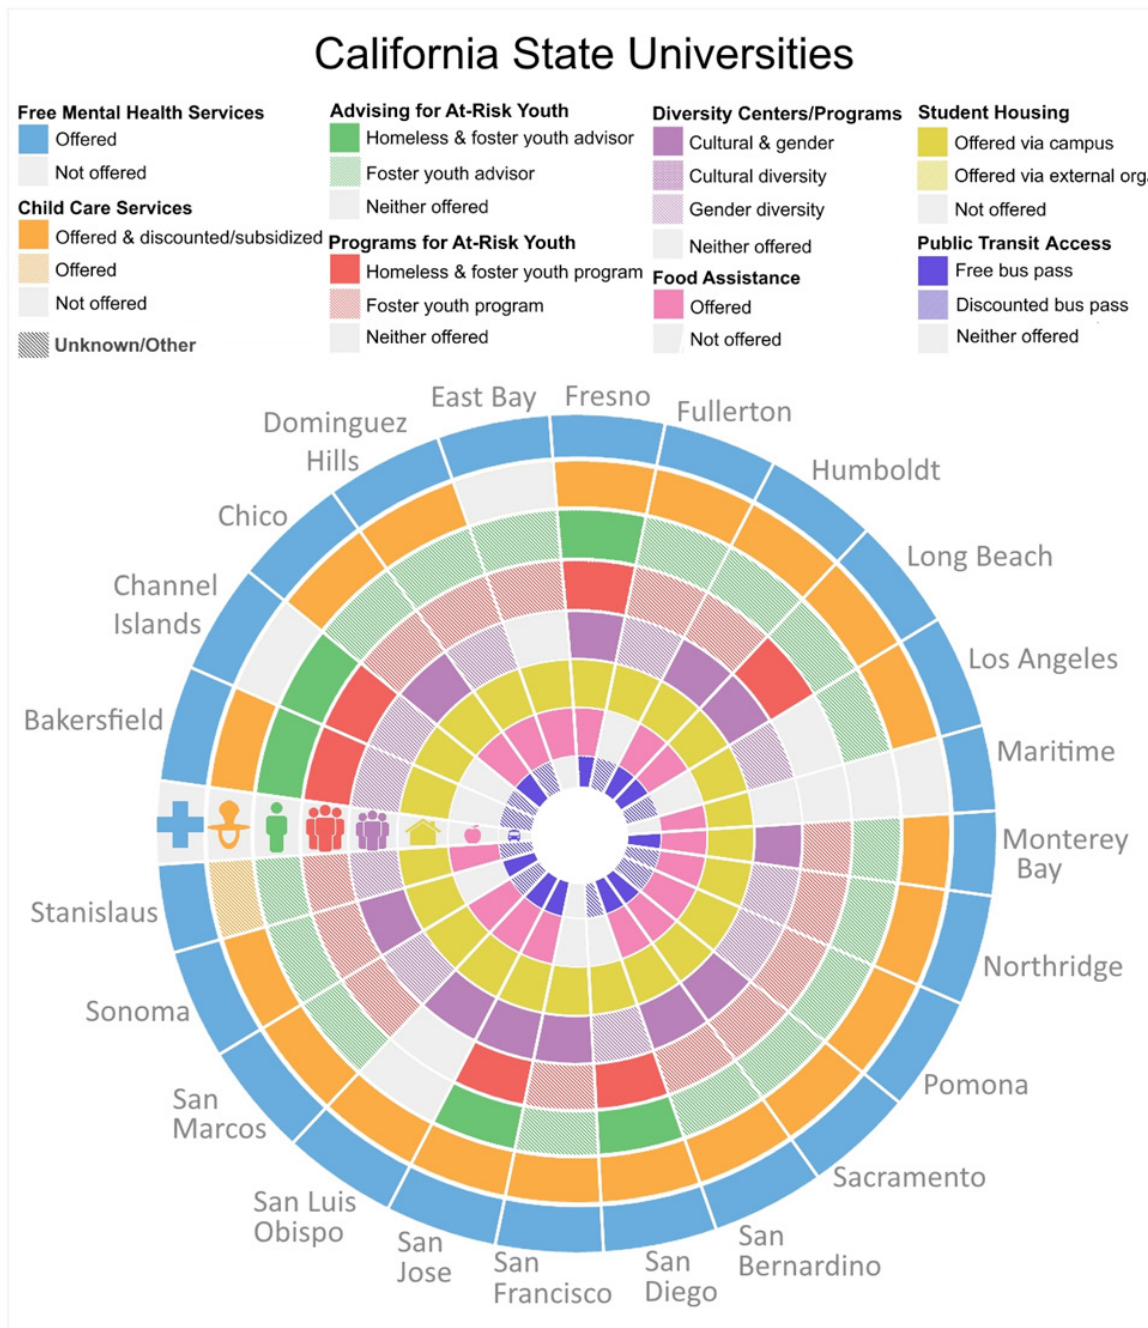 California State Universities
Free Mental Health Services
Offered
Not offered
Child Care Services
Offered & discounted/subsidized
Offered
Not offered
Unknown/Other
Advising for At-Risk Youth
Homeless & foster youth advisor
Foster youth advisor
Neither offered
Programs for At-Risk Youth
Homeless & foster youth program
Foster youth program
Neither offered
Diversity Centers/Programs
Cultural & gender
Cultural diversity
Gender diversity
Neither offered
Food Assistance
Offered
Not offered
Student Housing
Offered via campus
Offered via external orga
Not offered
Public Transit Access
Free bus pass
Discounted bus pass
Neither offered
East Bay
Fresno
Fullerton
Dominguez
Hills
Humboldt
Chico
Long Beach
Channel
Islands
Los Angeles
Bakersfield
Maritime
Monterey
Bay
Stanislaus
Northridge
Sonoma
Pomona
San
Marcos
Sacramento
San Luis
Obispo
San
Jose
San
Francisco
San
Diego
San
Bernardino